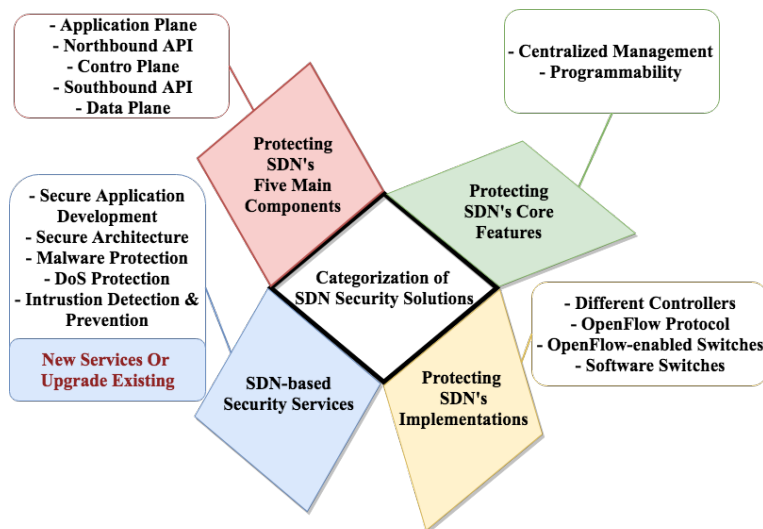 - Application Plane
- Northbound API
- Contro Plane
- Southbound API
- Data Plane
- Centralized Management
- Programmability
Protecting
SDN's
Five Main
Components
Protecting
SDN's Core
Features
- Secure Application
Development
- Secure Architecture
- Malware Protection
- DoS Protection
- Intrustion Detection &
Prevention
New Services Or
Upgrade Existing
Categorization of
SDN Security Solutions
- Different Controllers
- OpenFlow Protocol
- OpenFlow-enabled Switches
- Software Switches
SDN-based
Security Services
Protecting
SDN's
Implementations